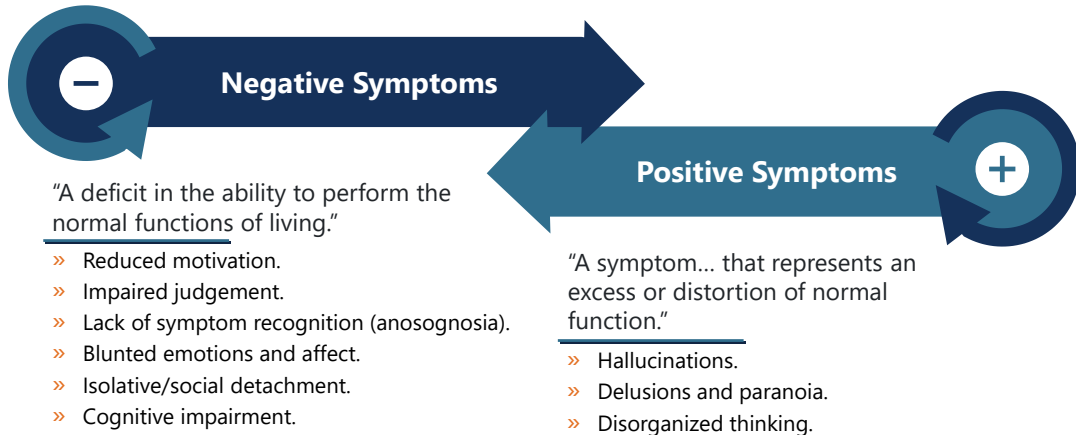 Negative Symptoms
“A deficit in the ability to perform the
normal functions of living.”
» Reduced motivation.
» Impaired judgement.
» Lack of symptom recognition (anosognosia).
» Blunted emotions and affect.
» Isolative/social detachment.
» Cognitive impairment.
Positive Symptoms
“A symptom... that represents an
excess or distortion of normal
function.”
» Hallucinations.
» Delusions and paranoia.
» Disorganized thinking.